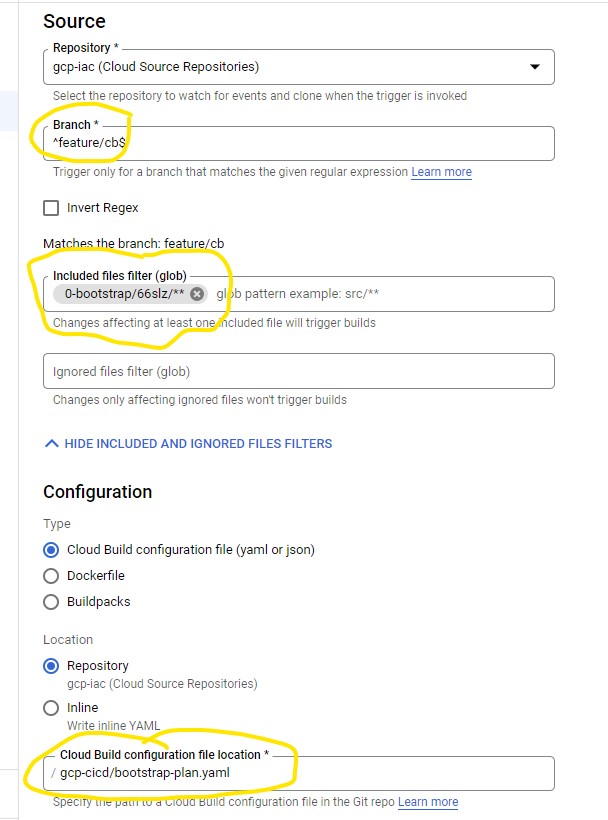 Source
Repository *
gcp-iac (Cloud Source Repositories)
Select the repository to watch for events and clone when the trigger is invoked
Branch *
^feature/cb$
Trigger only for a branch that matches the given regular expression Learn more
Invert Regex
Matches the branch: feature/cb
Included files filter (glob)
0-bootstrap/66slz/** glob pattern example: src/**
Changes affecting at least one included file will trigger builds
Ignored files filter (glob)
Changes only affecting ignored files won't trigger builds
HIDE INCLUDED AND IGNORED FILES FILTERS
Configuration
Type
Cloud Build configuration file (yaml or json)
Dockerfile
Buildpacks
Location
Repository
gcp-iac (Cloud Source Repositories)
Inline
Write inline YAML
Cloud Build configuration file location *
/ gcp-cicd/bootstrap-plan.yaml
Specify the path to a Cloud Build configuration file in the Git repo Learn more